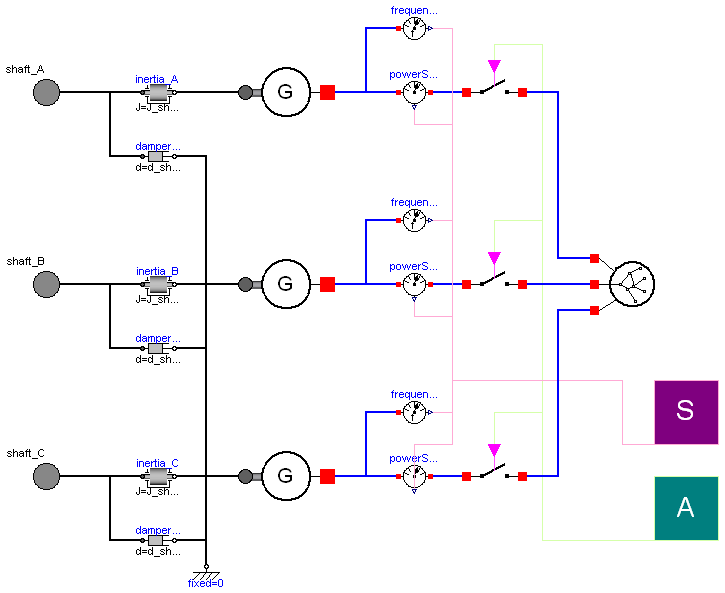 frequen...
shaft_A
inertia_A
powerS...
G
J=J_sh...
damper...
d=d_sh...
frequen...
shaft_B
inertia_B
powerS...
G
J=J_sh...
damper...
d=d_sh...
frequen...
S
shaft_C
inertia_C
powerS...
G
J=J_sh...
A
damper...
d=d_sh...
fixed=0